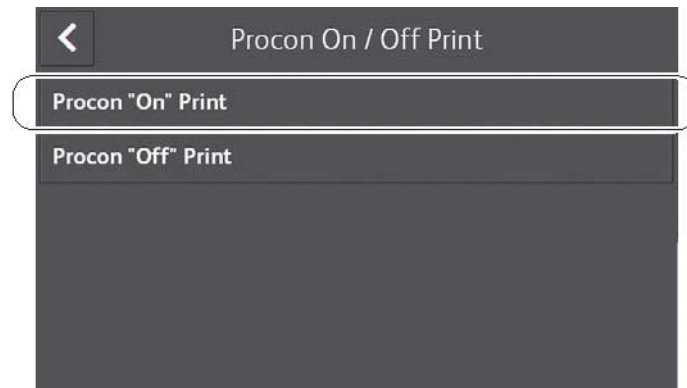 Procon On / Off Print
Procon "On" Print
Procon "Off" Print